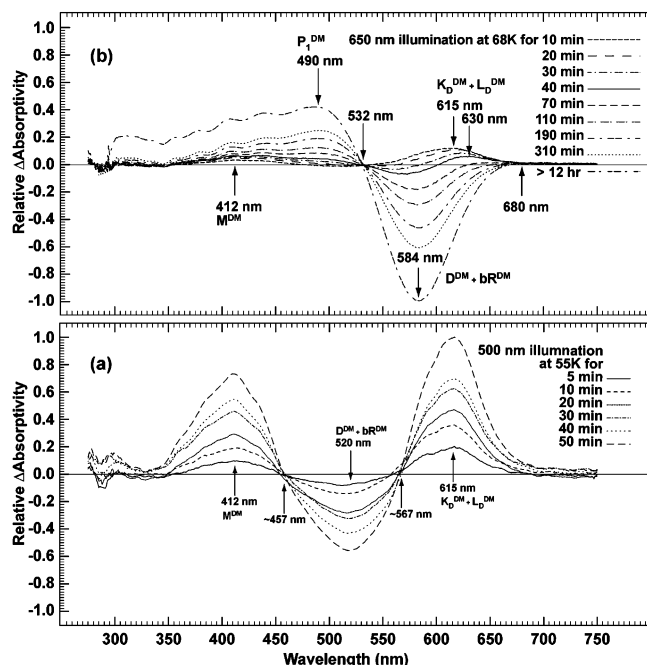 (b)
P1DM
490 nm
650 nm illumination at 68K for 10 min
20 min
30 min
40 min
70 min
110 min
190 min
310 min
> 12 hr
KDDM + LDDM
615 nm
630 nm
532 nm
412 nm
MDM
680 nm
584 nm
DDM + bRDM
Relative ΔAbsorptivity
1.0
0.8
0.6
0.4
0.2
0.0
-0.2
-0.4
-0.6
-0.8
-1.0
(a)
500 nm illumnation
at 55K for
5 min
10 min
20 min
30 min
40 min
50 min
DDM + bRDM
520 nm
412 nm
MDM
~457 nm
~567 nm
615 nm
KDDM + LDDM
Relative ΔAbsorptivity
1.0
0.8
0.6
0.4
0.2
0.0
-0.2
-0.4
-0.6
-0.8
-1.0
300 350 400 450 500 550 600 650 700 750
Wavelength (nm)